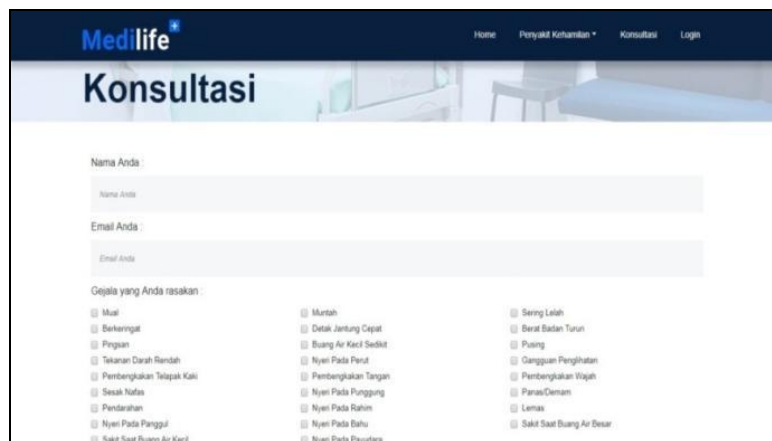 Medilife
Home Penyakit Kehamilan Konsultasi Login
Konsultasi
Nama Anda :
Nama Anda
Email Anda :
Email Anda
Gejala yang Anda rasakan :
Mual Muntah Sering Lelah
Berkeringat Detak Jantung Cepat Berat Badan Turun
Pingsan Buang Air Kecil Sedikit Pusing
Tekanan Darah Rendah Nyeri Pada Perut Gangguan Penglihatan
Pembengkakan Telapak Kaki Pembengkakan Tangan Pembengkakan Wajah
Sesak Nafas Nyeri Pada Punggung Panas/Demam
Pendarahan Nyeri Pada Rahim Lemas
Nyeri Pada Panggul Nyeri Pada Bahu Sakit Saat Buang Air Besar
Sakit Saat Buang Air Kecil Nyeri Pada Payudara